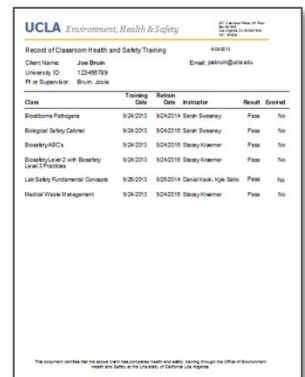 UCLA Environment, Health & Safety
Record of Classroom Health and Safety Training
Client Name: Joe Bruin Email: joebruin@ucla.edu
University ID: 123456789
PI or Supervisor: Bruin, Josie
Class Training Date Retrain Date Instructor Result Expired
Bloodborne Pathogens 9/24/2013 9/24/2014 Sarah Sweeney Pass No
Biological Safety Cabinet 9/24/2013 9/24/2016 Sarah Sweeney Pass No
Biosafety ABC's 9/24/2013 9/24/2016 Stacey Kraemer Pass No
Biosafety Level 2 with Biosafety 9/24/2013 9/24/2016 Stacey Kraemer Pass No
Level 3 Practices
Lab Safety Fundamental Concepts 9/26/2013 9/26/2014 Daniel Kack, Kyla Saito Pass No
Medical Waste Management 9/24/2013 9/24/2016 Stacey Kraemer Pass No
This document certifies that the above client has completed health and safety training through the Office of Environment
Health and Safety at the University of California Los Angeles.